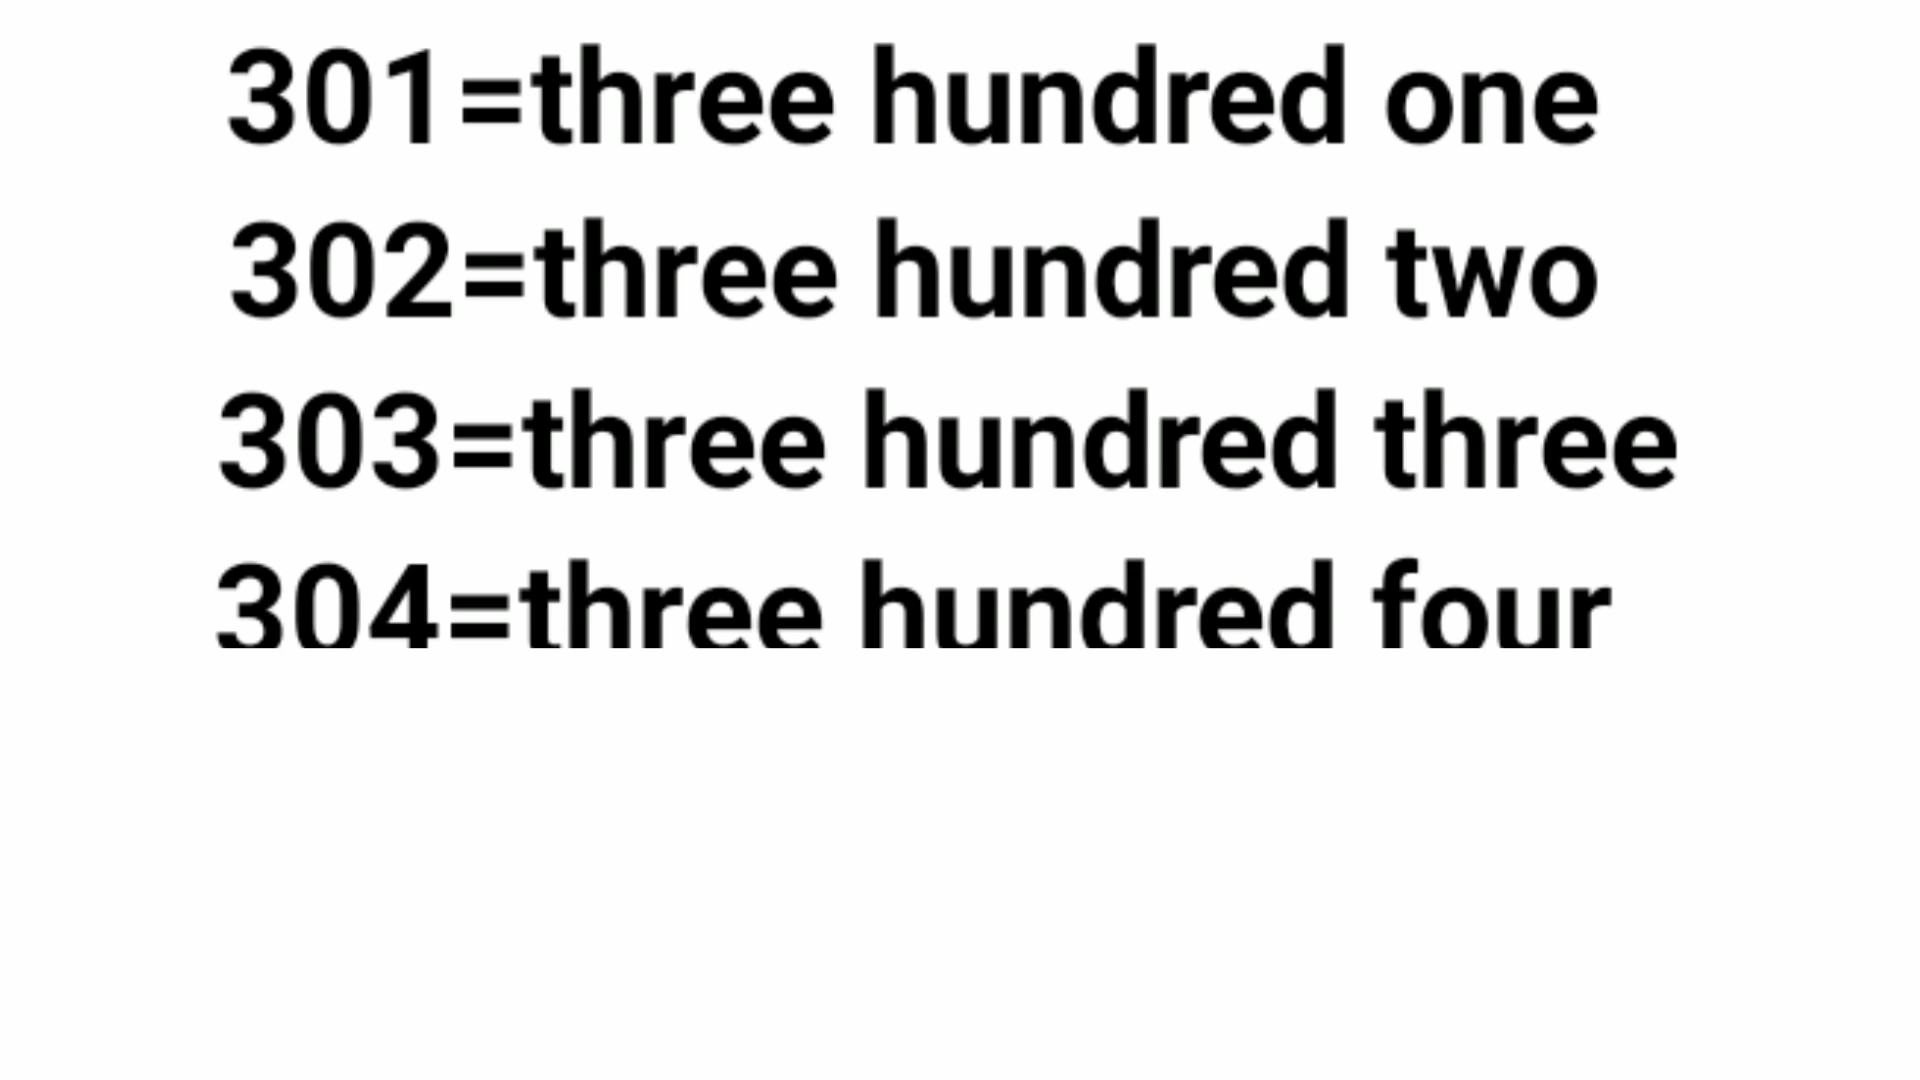 301=three hundred one
302=three hundred two
303=three hundred three
304=three hundred four